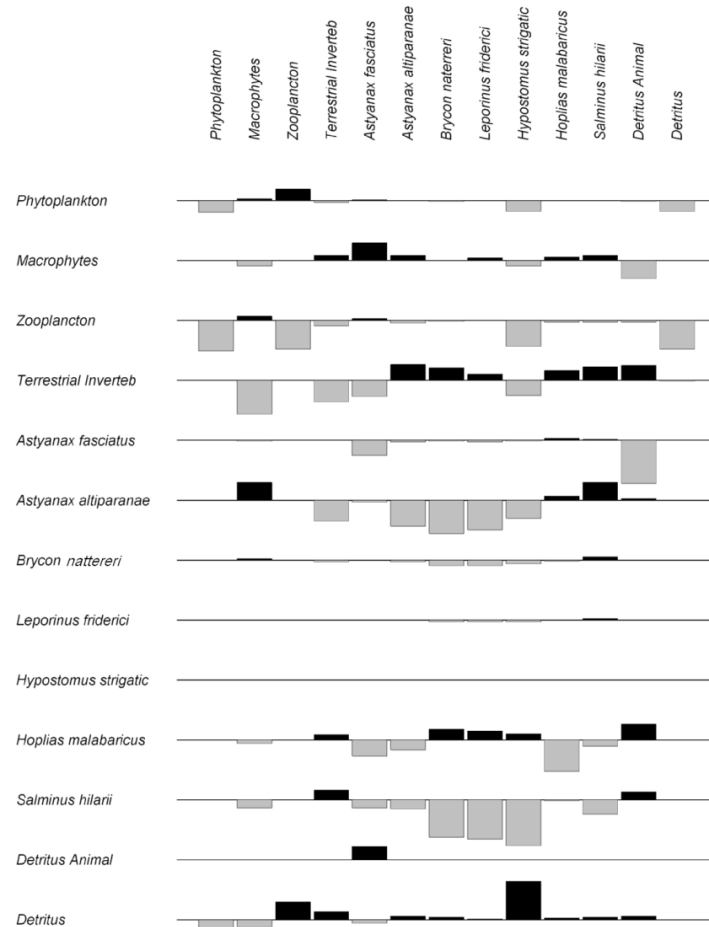 Phytoplankton
Macrophytes
Zooplancton
Terrestrial Inverteb
Astyanax fasciatus
Astyanax altiparanae
Brycon naterreri
Leporinus friderici
Hypostomus strigatic
Hoplias malabaricus
Salminus hilarii
Detritus Animal
Detritus
Phytoplankton
Macrophytes
Zooplancton
Terrestrial Inverteb
Astyanax fasciatus
Astyanax altiparanae
Brycon nattereri
Leporinus friderici
Hypostomus strigatic
Hoplias malabaricus
Salminus hilarii
Detritus Animal
Detritus